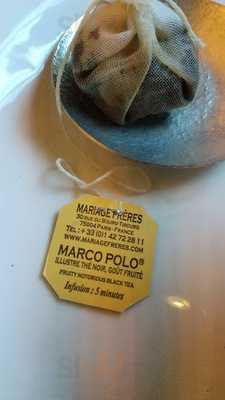 MARIAGE FRÈRES
30 RUE DU BOURG-TIBOURG
75004 PARIS - FRANCE
TEL : + 33 (0)1 42 72 28 11
WWW.MARIAGEFRERES.COM
MARCO POLO®
ILLUSTRE THÉ NOIR, GOÛT FRUITÉ
FRUITY NOTORIOUS BLACK TEA
Infusion : 5 minutes